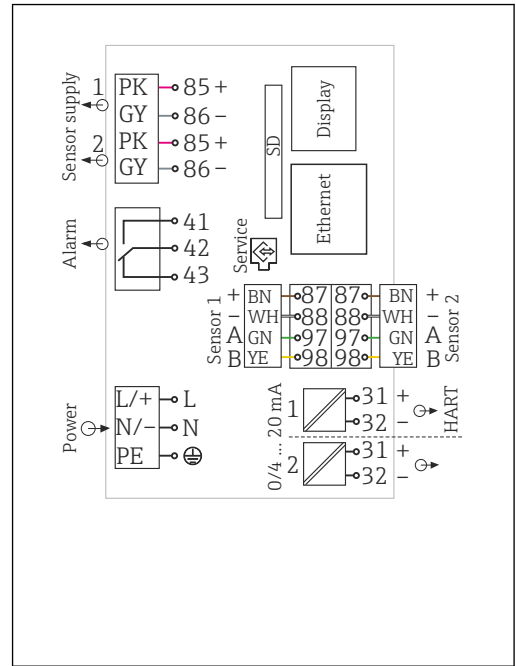 Sensor supply
1
PK
85 +
GY
86 –
2
PK
85 +
GY
86 –
SD
Display
Ethernet
Service
Alarm
41
42
43
Sensor 1
+ BN 87 87 BN +
– WH 88 88 WH –
A GN 97 97 GN A
B YE 98 98 YE B
Sensor 2
Power
L/+ L
N/- N
PE
0/4 ... 20 mA
1
31 +
32 -
HART
2
31 +
32 -